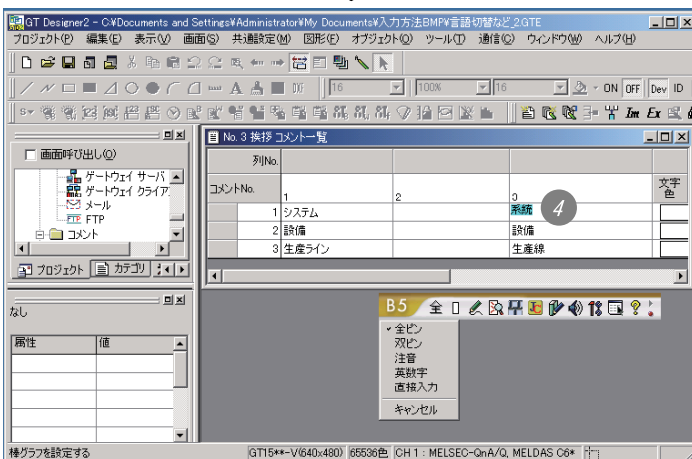 GT Designer2 - C:¥Documents and Settings¥Administrator¥My Documents¥入力方法BMP¥言語切替など_2.GTE
プロジェクト(P) 編集(E) 表示(V) 画面(S) 共通設定(M) 図形(F) オブジェクト(O) ツール(T) 通信(C) ウィンドウ(W) ヘルプ(H)
16 100% 16 ON OFF Dev ID
画面呼び出し(O)
ゲートウェイ サーバ
ゲートウェイ クライア
メール
FTP
コメント
プロジェクト カテゴリ
No. 3 挨拶 コメント一覧
列No.
コメントNo. 1 2 3 文字色
1 システム 系統 4
2 設備 設備
3 生産ライン 生産線
なし
属性 値
B5 全
全ピン
双ピン
注音
英数字
直接入力
キャンセル
棒グラフを設定する GT15**-V(640x480) 65536色 CH 1 : MELSEC-QnA/Q, MELDAS C6*